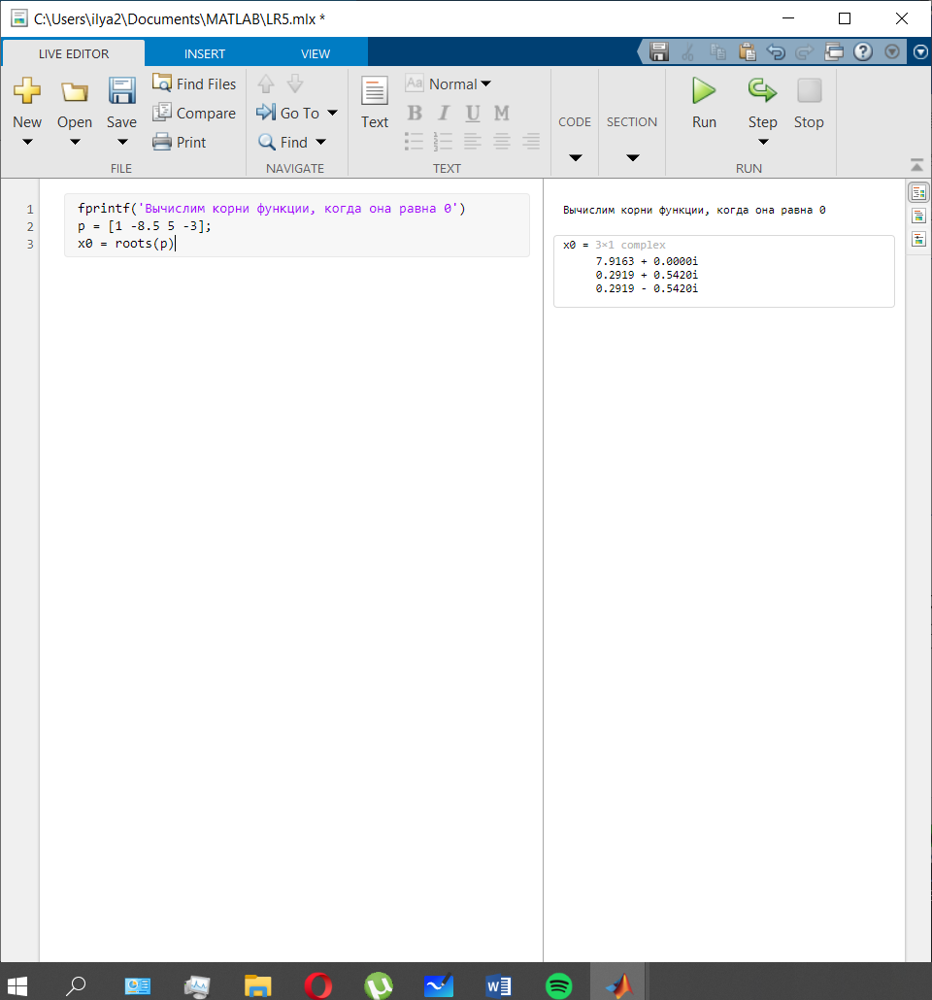 C:\Users\ilya2\Documents\MATLAB\LR5.mlx *
LIVE EDITOR
INSERT
VIEW
New
Open
Save
Find Files
Compare
Print
FILE
Go To
Find
NAVIGATE
Text
Aa Normal
B I U M
TEXT
CODE
SECTION
Run
Step
Stop
RUN
1 fprintf('Вычислим корни функции, когда она равна 0')
2 p = [1 -8.5 5 -3];
3 x0 = roots(p)
Вычислим корни функции, когда она равна 0
x0 = 3×1 complex
7.9163 + 0.0000i
0.2919 + 0.5420i
0.2919 - 0.5420i